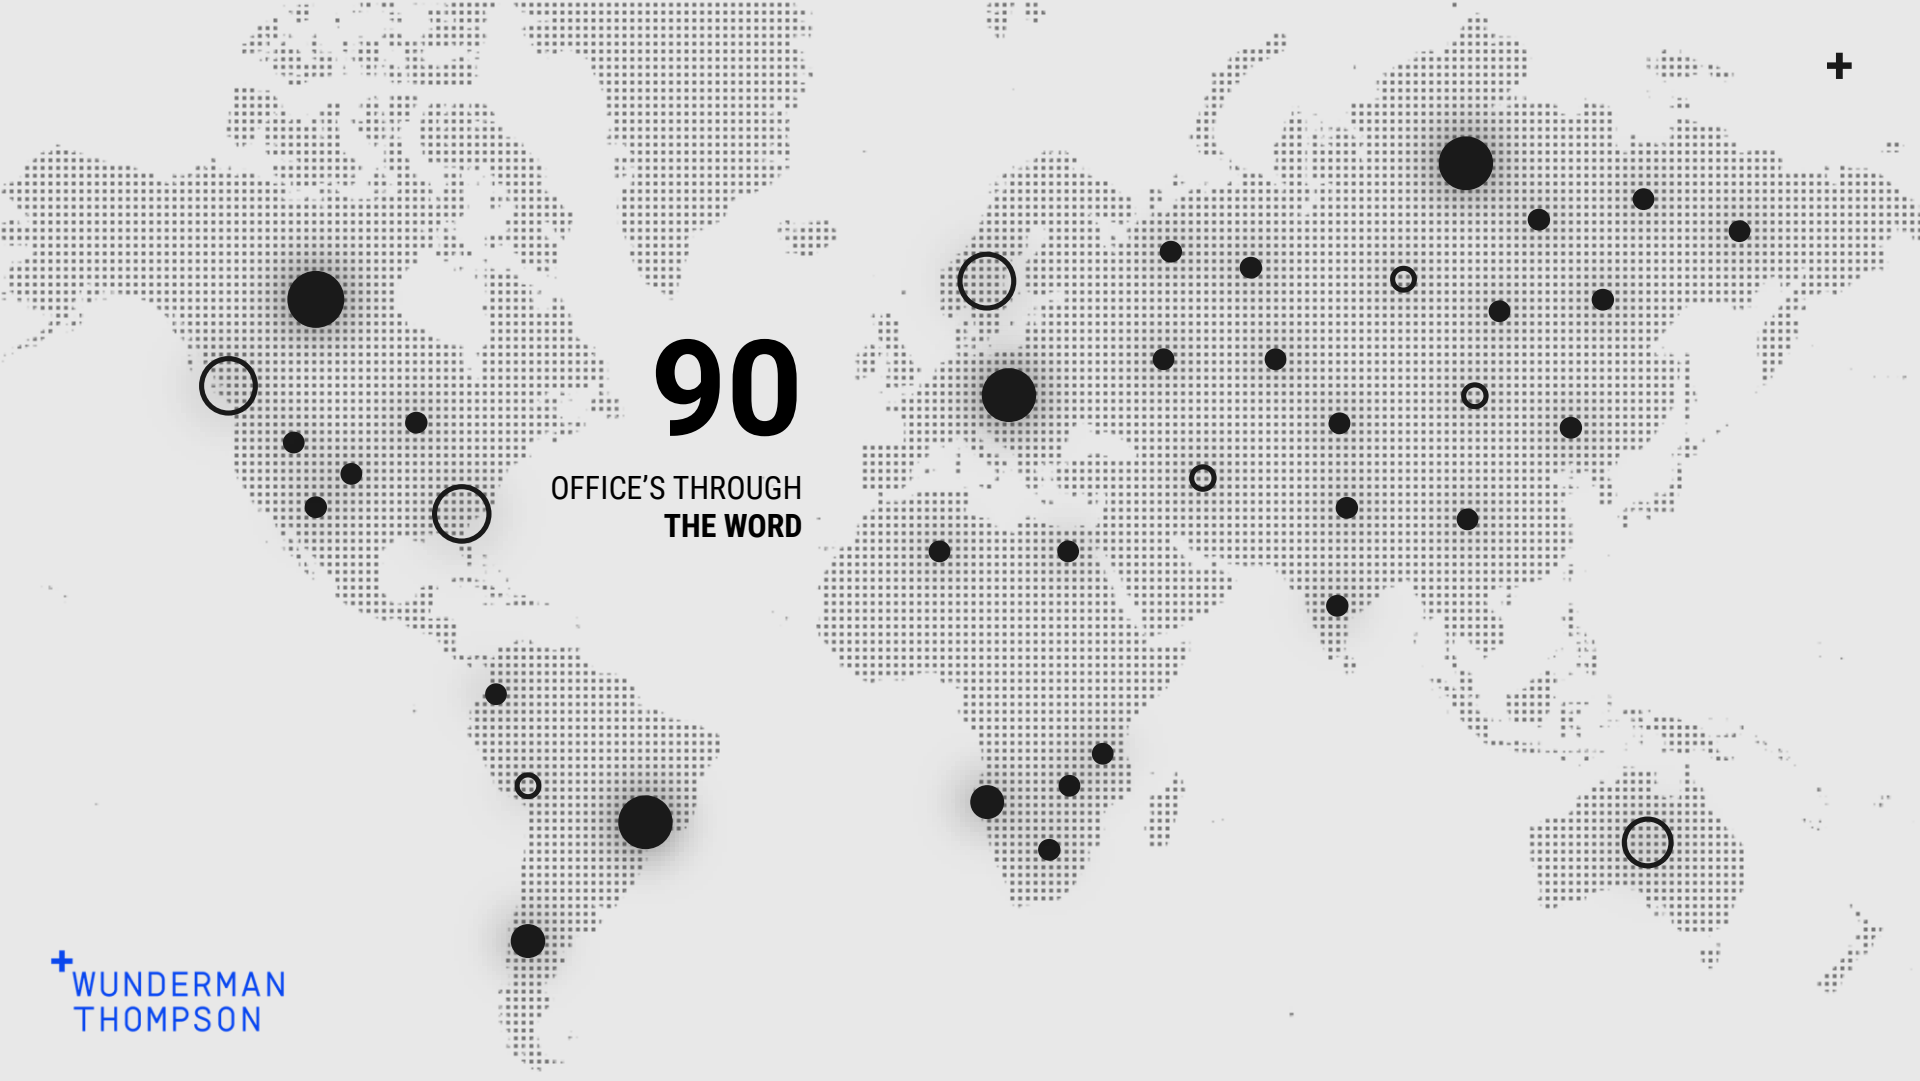 90
OFFICE’S THROUGH
THE WORD
WUNDERMAN
THOMPSON